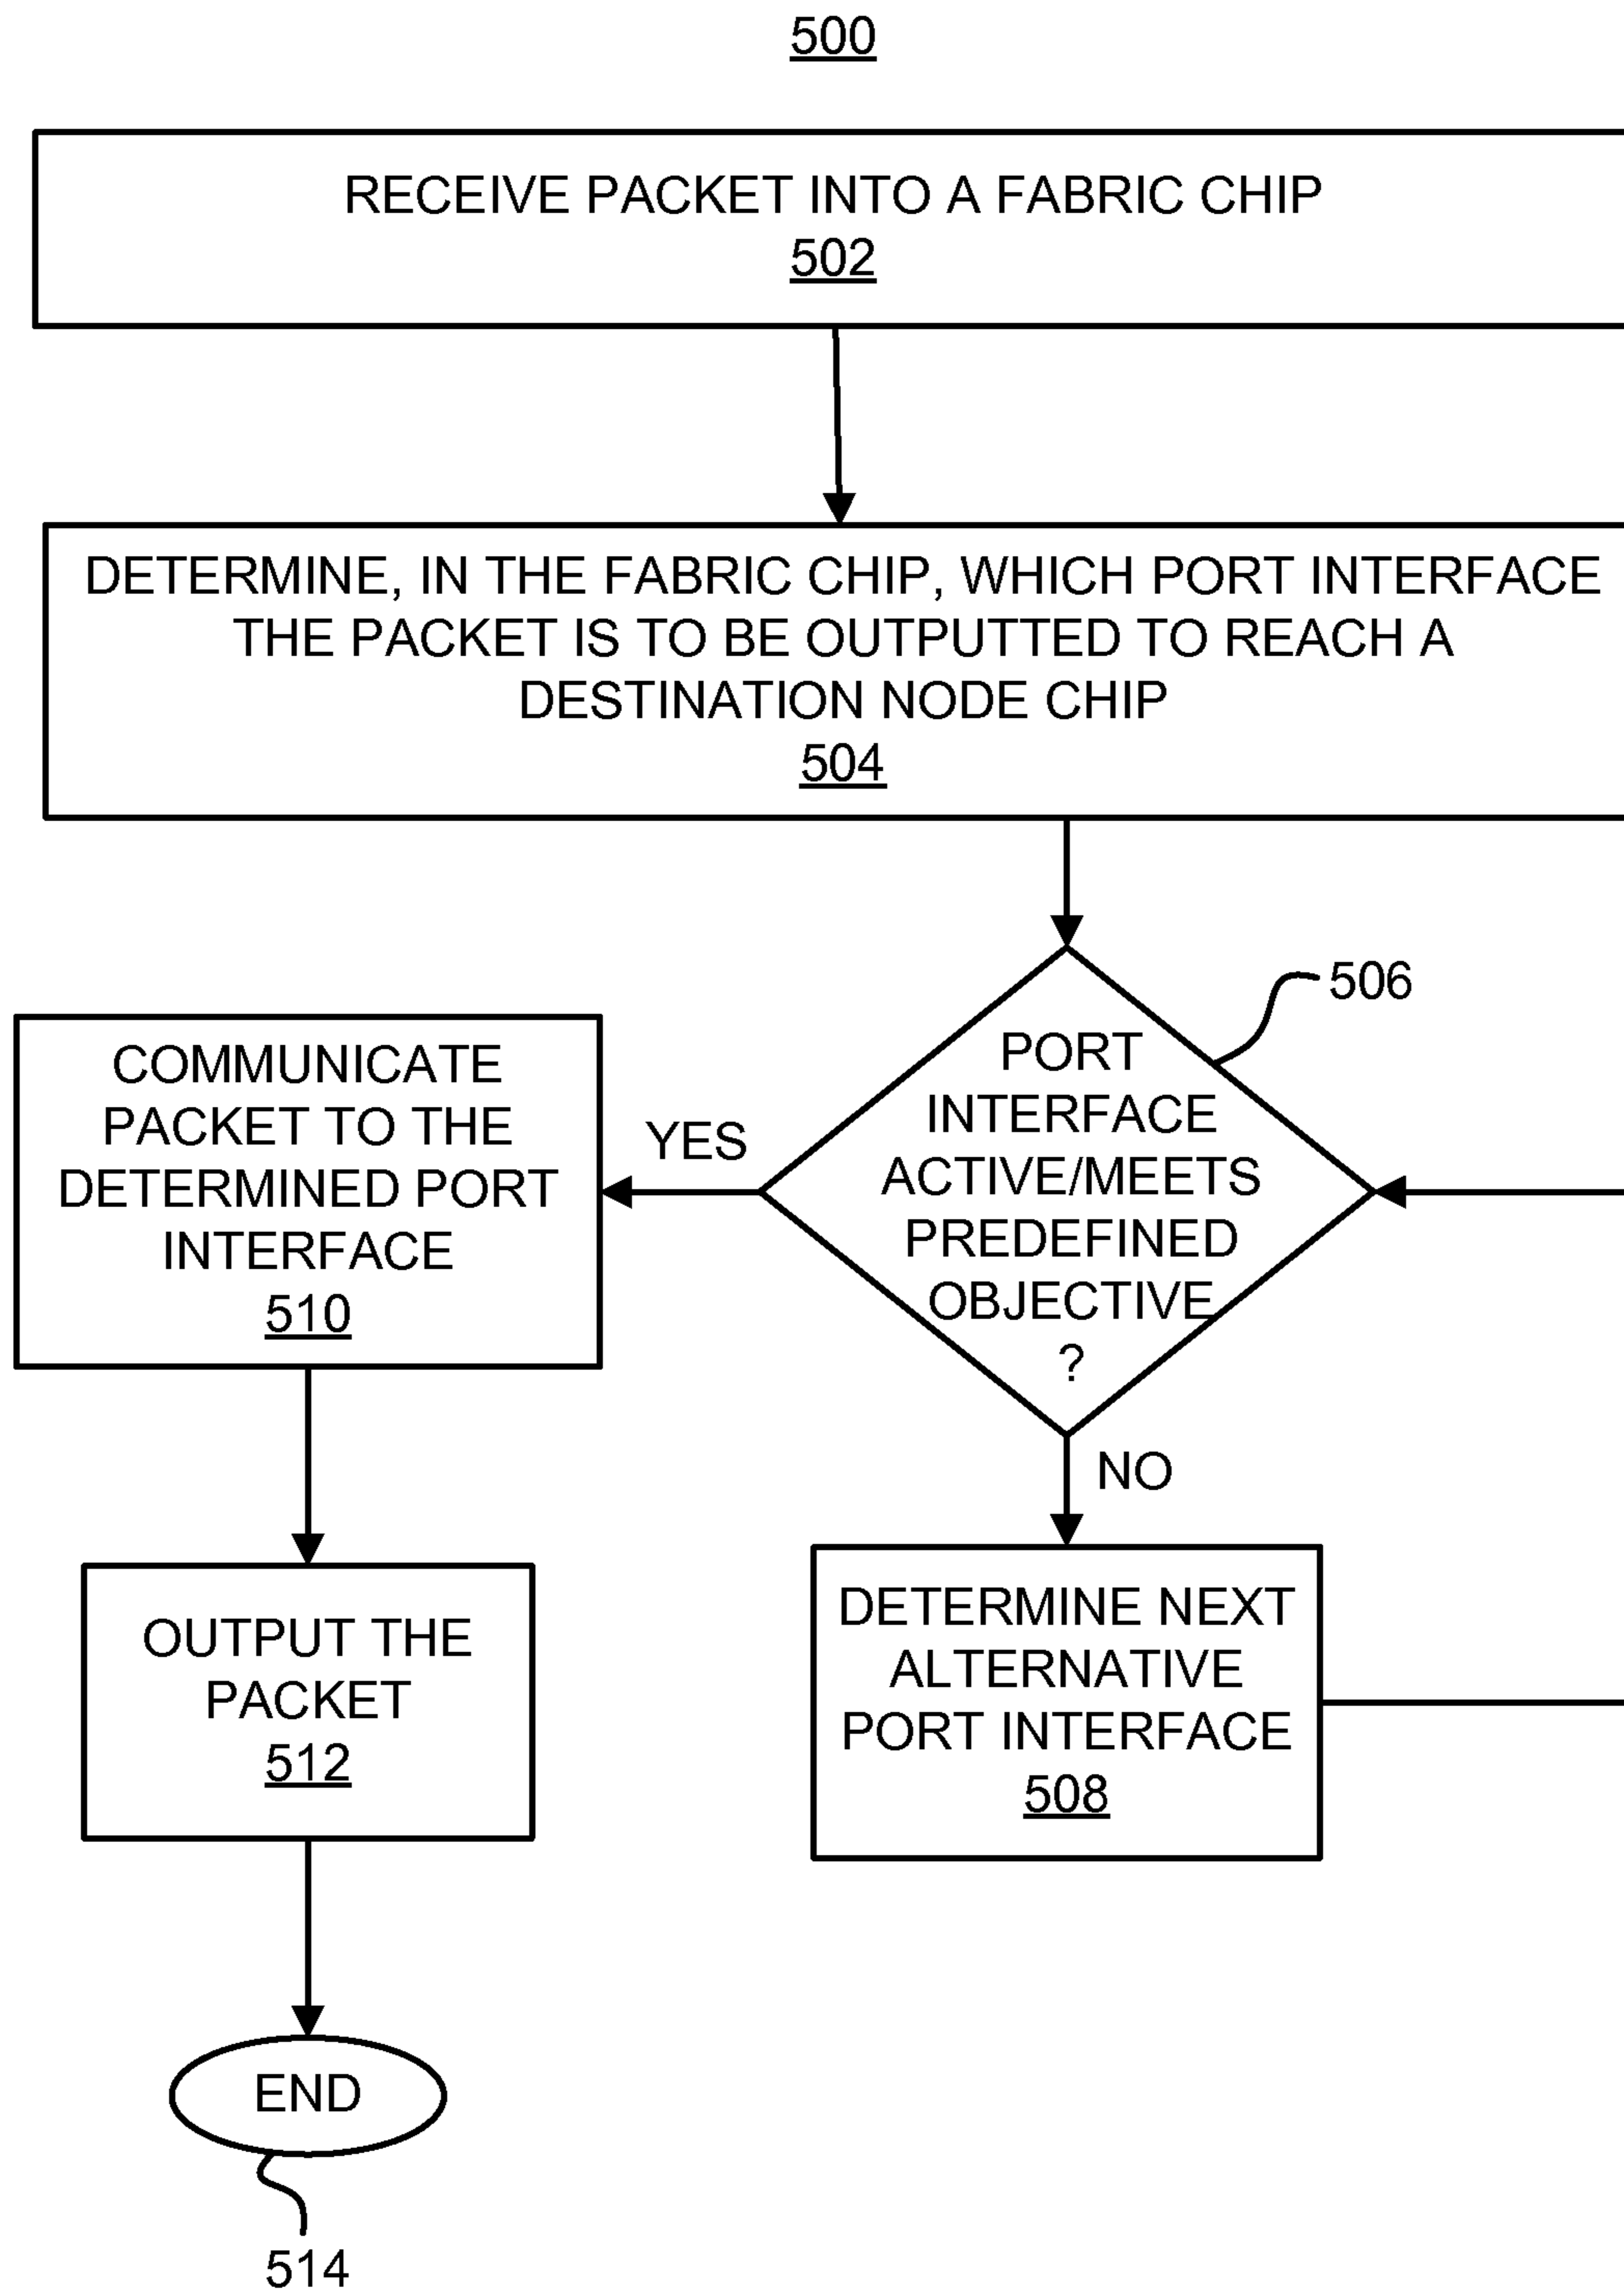 500
RECEIVE PACKET INTO A FABRIC CHIP
502
DETERMINE, IN THE FABRIC CHIP, WHICH PORT INTERFACE
THE PACKET IS TO BE OUTPUTTED TO REACH A
DESTINATION NODE CHIP
504
506
PORT
INTERFACE
ACTIVE/MEETS
PREDEFINED
OBJECTIVE
?
YES
NO
COMMUNICATE
PACKET TO THE
DETERMINED PORT
INTERFACE
510
DETERMINE NEXT
ALTERNATIVE
PORT INTERFACE
508
OUTPUT THE
PACKET
512
END
514